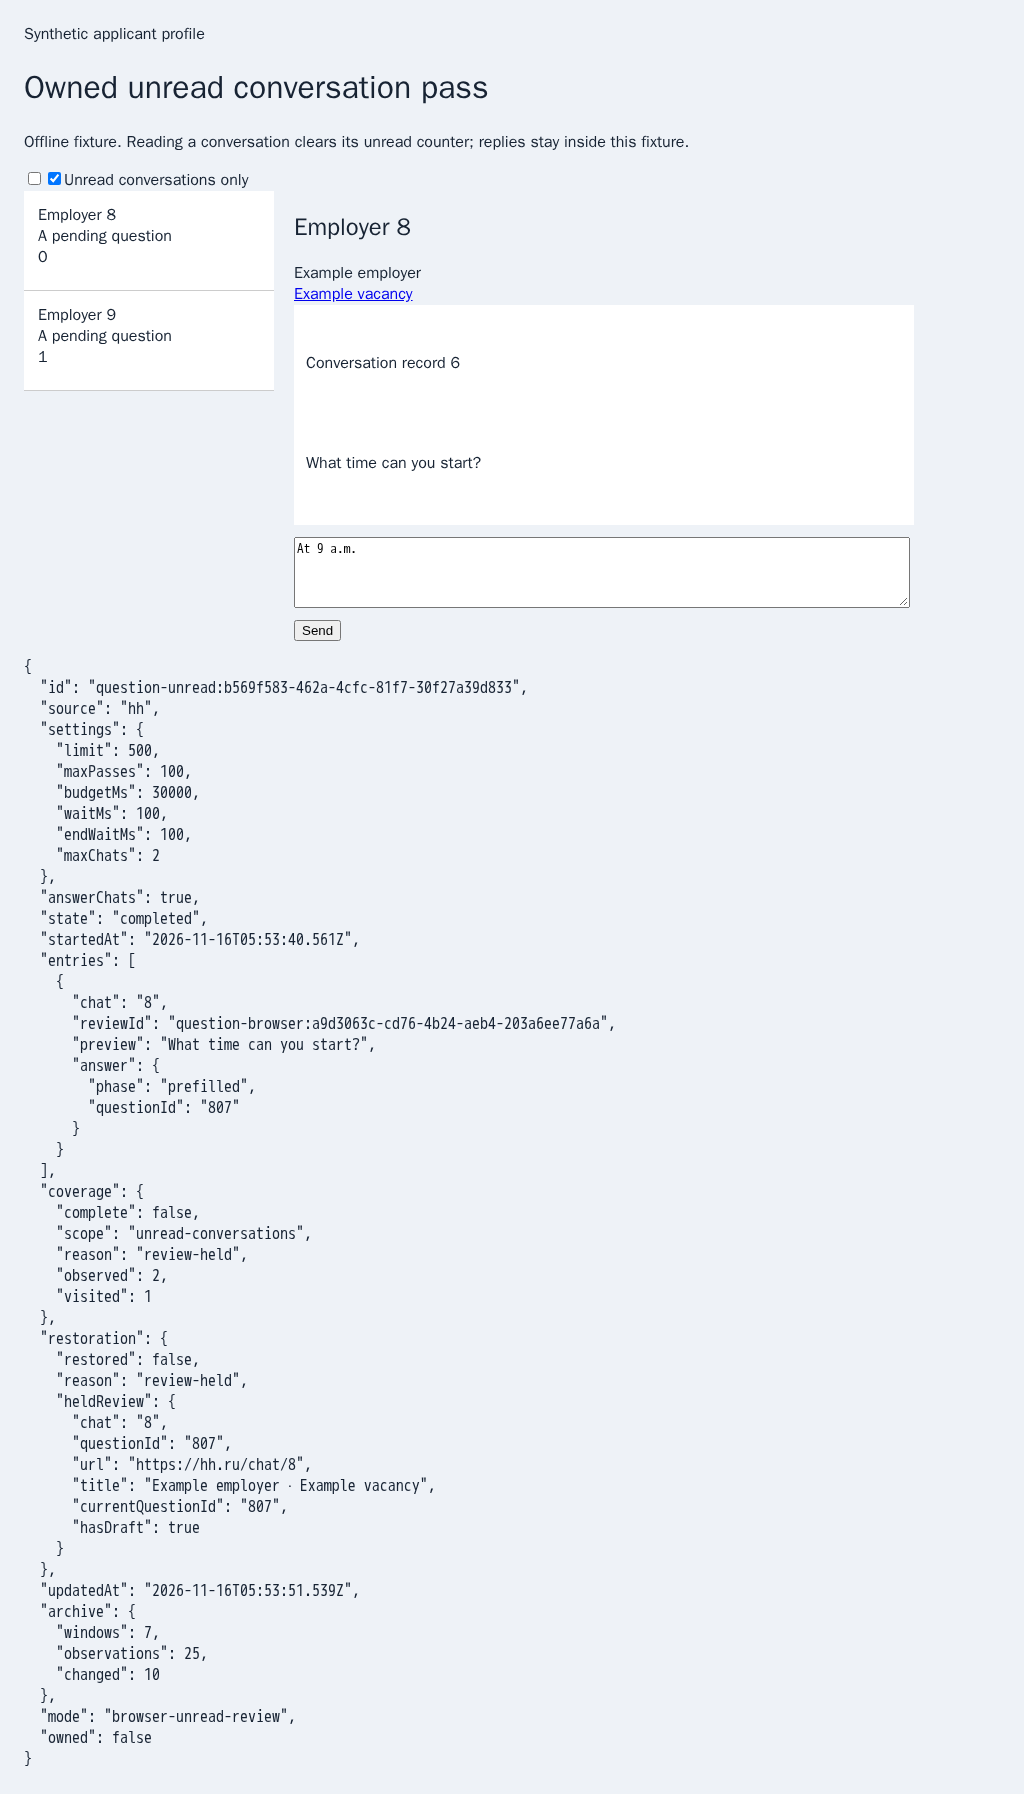 Synthetic applicant profile
Owned unread conversation pass
Offline fixture. Reading a conversation clears its unread counter; replies stay inside this fixture.
Unread conversations only
Employer 8
A pending question
0
Employer 9
A pending question
1
Employer 8
Example employer
Example vacancy
Conversation record 6
What time can you start?
At 9 a.m.
Send
{
  "id": "question-unread:b569f583-462a-4cfc-81f7-30f27a39d833",
  "source": "hh",
  "settings": {
    "limit": 500,
    "maxPasses": 100,
    "budgetMs": 30000,
    "waitMs": 100,
    "endWaitMs": 100,
    "maxChats": 2
  },
  "answerChats": true,
  "state": "completed",
  "startedAt": "2026-11-16T05:53:40.561Z",
  "entries": [
    {
      "chat": "8",
      "reviewId": "question-browser:a9d3063c-cd76-4b24-aeb4-203a6ee77a6a",
      "preview": "What time can you start?",
      "answer": {
        "phase": "prefilled",
        "questionId": "807"
      }
    }
  ],
  "coverage": {
    "complete": false,
    "scope": "unread-conversations",
    "reason": "review-held",
    "observed": 2,
    "visited": 1
  },
  "restoration": {
    "restored": false,
    "reason": "review-held",
    "heldReview": {
      "chat": "8",
      "questionId": "807",
      "url": "https://hh.ru/chat/8",
      "title": "Example employer · Example vacancy",
      "currentQuestionId": "807",
      "hasDraft": true
    }
  },
  "updatedAt": "2026-11-16T05:53:51.539Z",
  "archive": {
    "windows": 7,
    "observations": 25,
    "changed": 10
  },
  "mode": "browser-unread-review",
  "owned": false
}